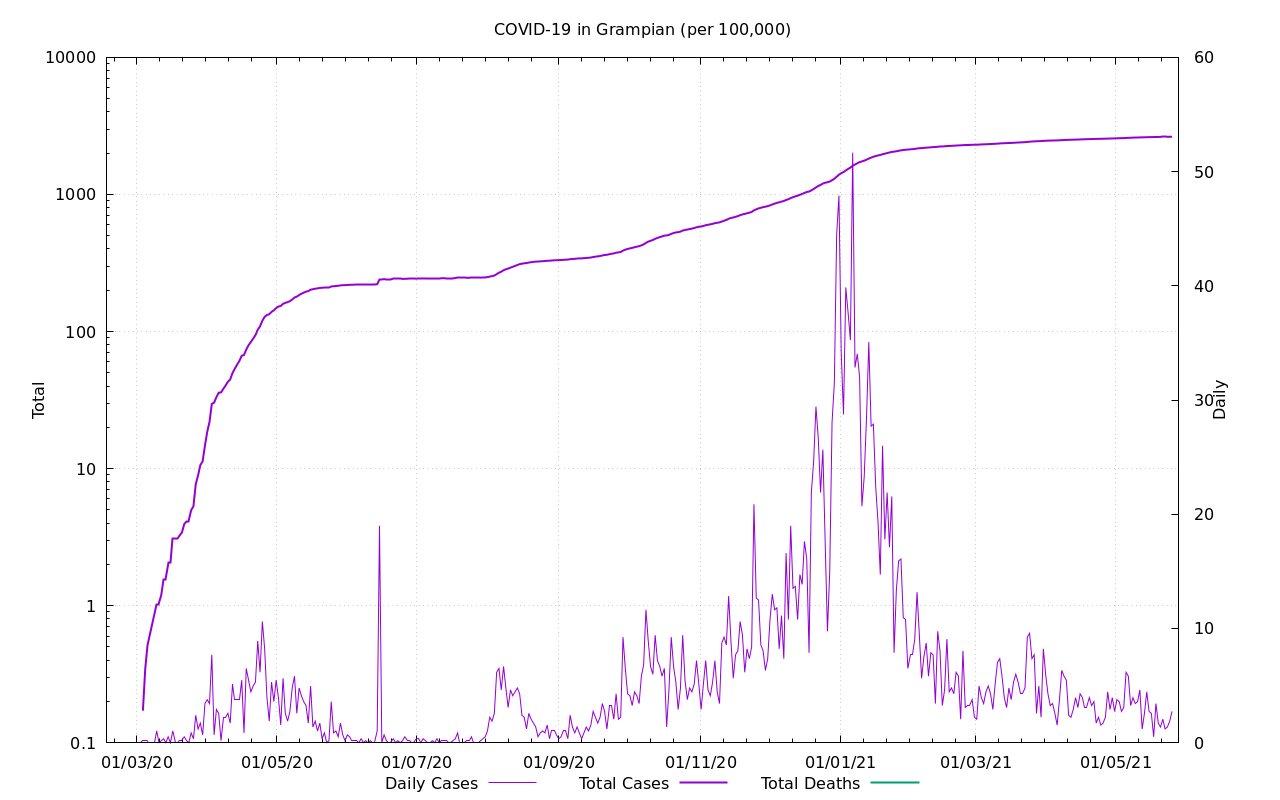 COVID-19 in Grampian (per 100,000)
10000
1000
100
10
1
0.1
Total
60
50
40
30
20
10
0
Daily
01/03/20 01/05/20 01/07/20 01/09/20 01/11/20 01/01/21 01/03/21 01/05/21
Daily Cases Total Cases Total Deaths